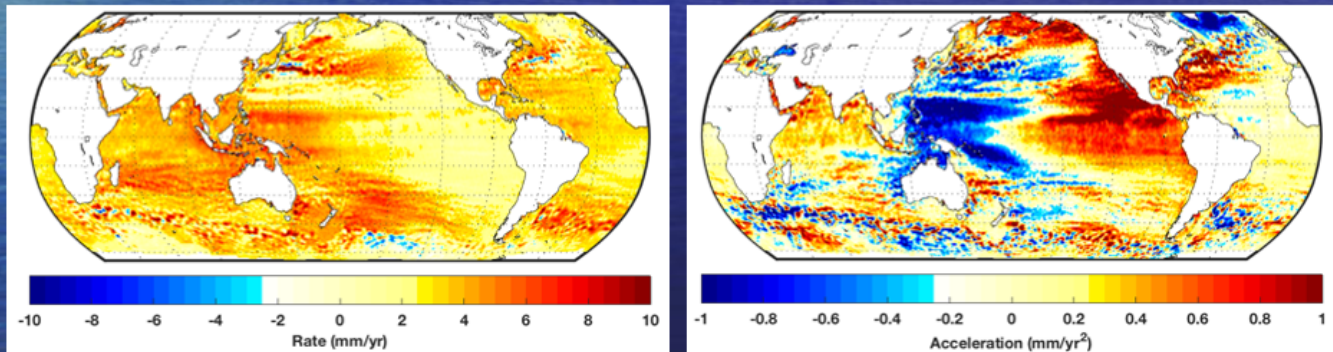 -10 -8 -6 -4 -2 0 2 4 6 8 10
Rate (mm/yr)
-1 -0.8 -0.6 -0.4 -0.2 0 0.2 0.4 0.6 0.8 1
Acceleration (mm/yr²)